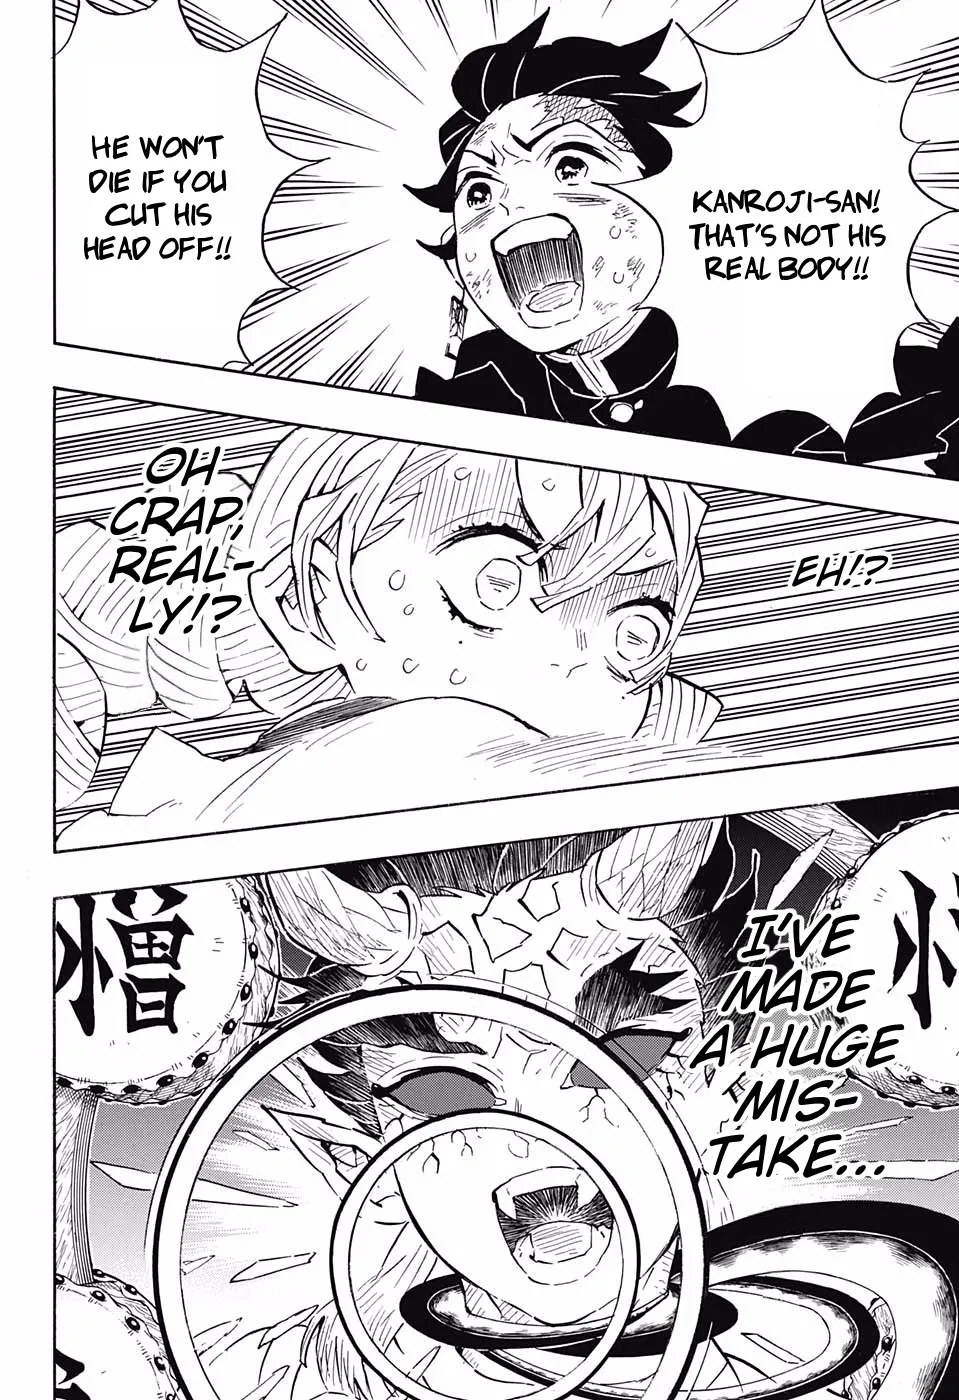 KANROJI-SAN!
THAT'S NOT HIS
REAL BODY!!
HE WON'T
DIE IF YOU
CUT HIS
HEAD OFF!!
EH!?
OH
CRAP,
REAL-
LY!?
I'VE
MADE
A HUGE
MIS-
TAKE...
憎